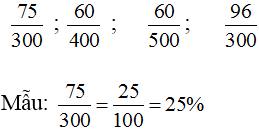 75/300 ; 60/400 ; 60/500 ; 96/300
Mẫu: 75/300 = 25/100 = 25%